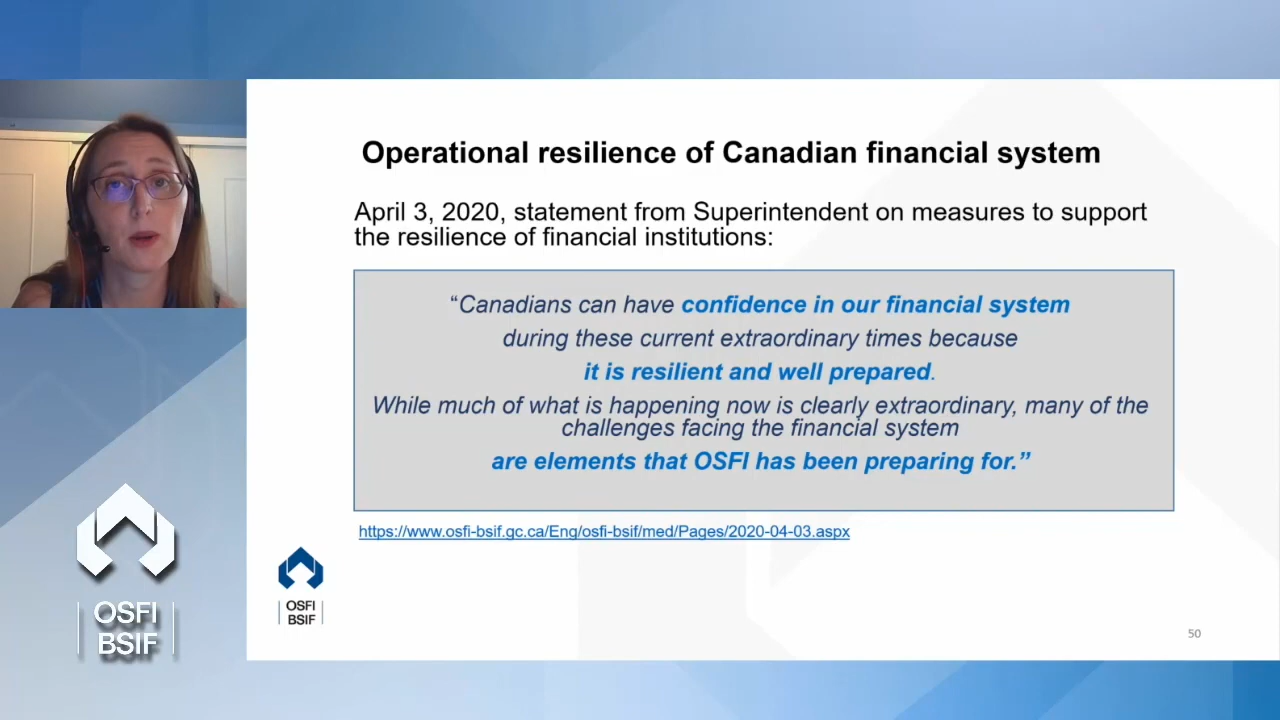 Operational resilience of Canadian financial system
April 3, 2020, statement from Superintendent on measures to support
the resilience of financial institutions:
“Canadians can have confidence in our financial system
during these current extraordinary times because
it is resilient and well prepared.
While much of what is happening now is clearly extraordinary, many of the
challenges facing the financial system
are elements that OSFI has been preparing for.”
https://www.osfi-bsif.gc.ca/Eng/osfi-bsif/med/Pages/2020-04-03.aspx
OSFI
BSIF
50
OSFI
BSIF